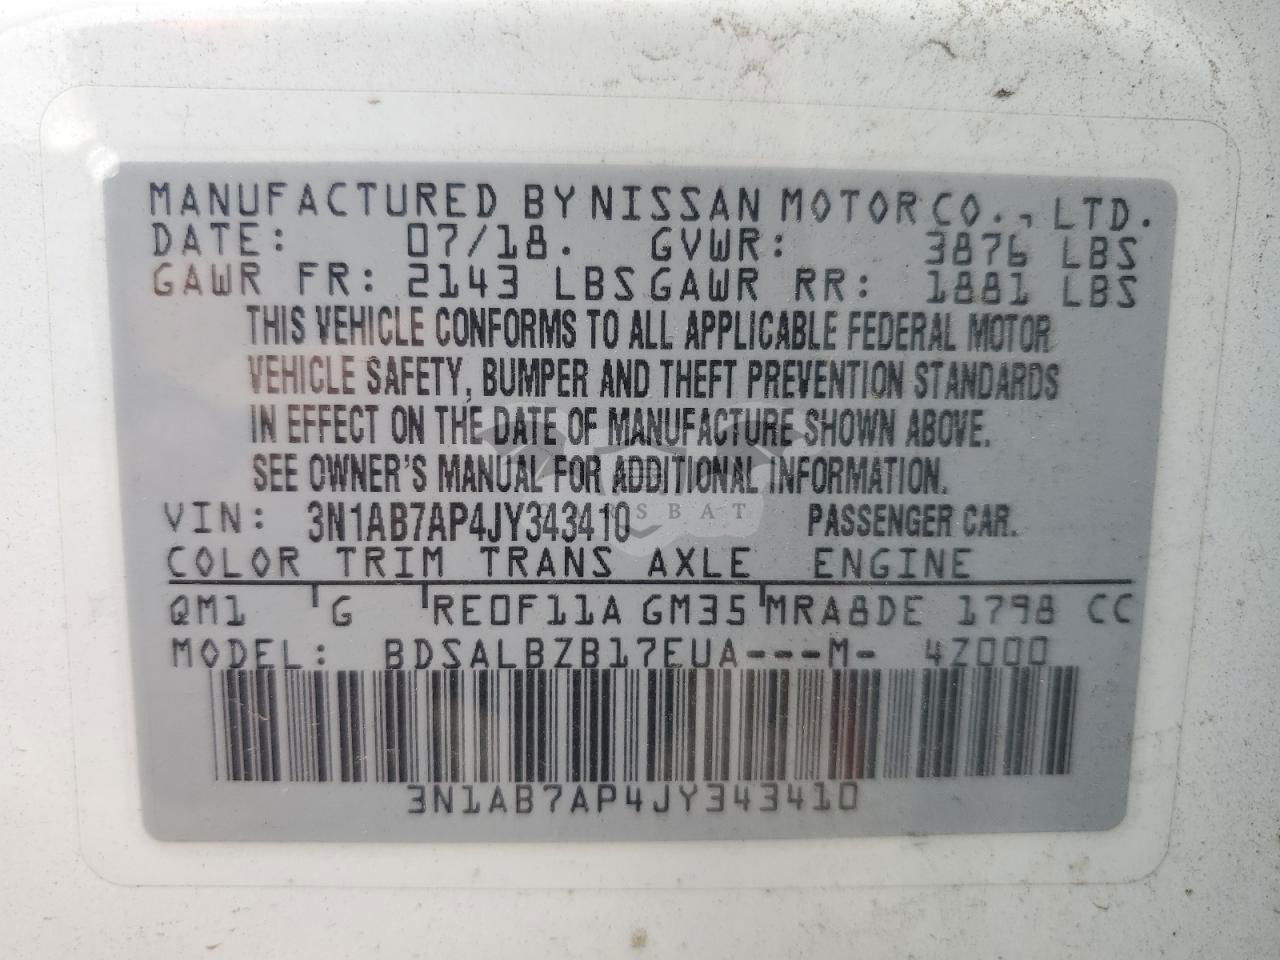 MANUFACTURED BY NISSAN MOTOR CO., LTD.
DATE: 07/18. GVWR: 3876 LBS
GAWR FR: 2143 LBS GAWR RR: 1881 LBS
THIS VEHICLE CONFORMS TO ALL APPLICABLE FEDERAL MOTOR
VEHICLE SAFETY, BUMPER AND THEFT PREVENTION STANDARDS
IN EFFECT ON THE DATE OF MANUFACTURE SHOWN ABOVE.
SEE OWNER'S MANUAL FOR ADDITIONAL INFORMATION.
VIN: 3N1AB7AP4JY343410 PASSENGER CAR.
COLOR TRIM TRANS AXLE ENGINE
QM1 G RE0F11A GM35 MRA8DE 1798 CC
MODEL: BDSALBZB17EUA---M- 4Z000
3N1AB7AP4JY343410